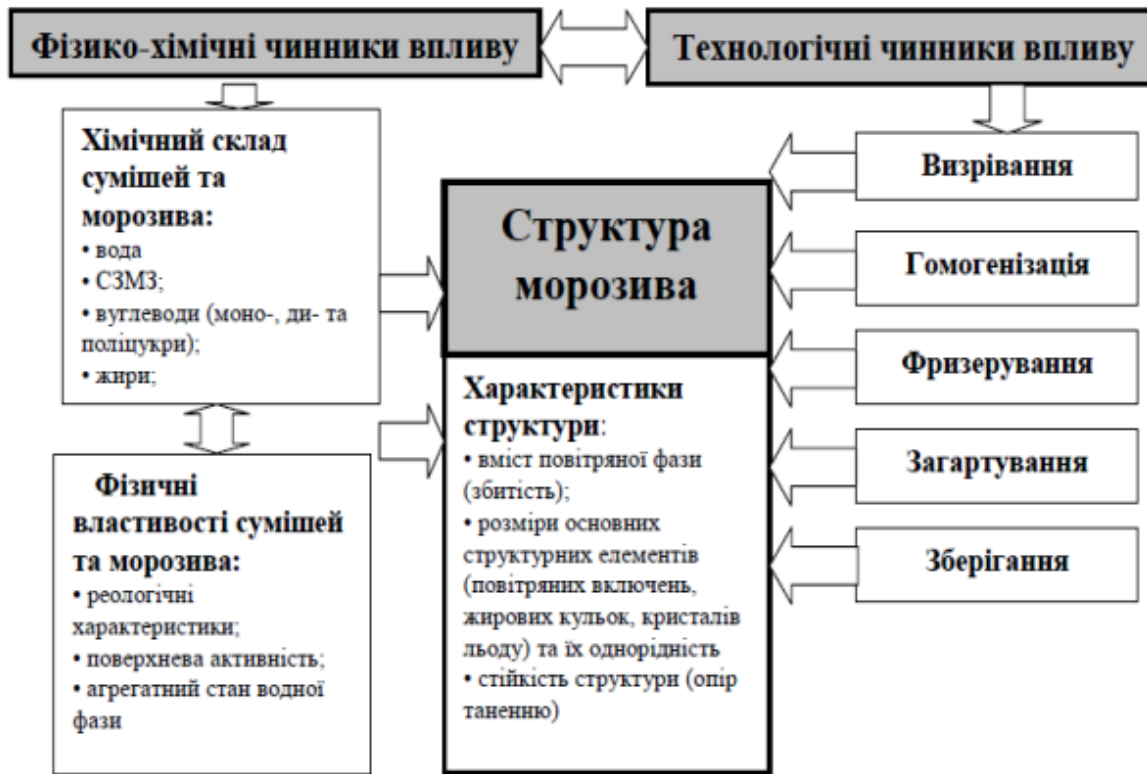 Фізико-хімічні чинники впливу
Технологічні чинники впливу
Хімічний склад
сумішей та
морозива:
• вода
• СЗМЗ;
• вуглеводи (моно-, ди- та
поліцукри);
• жири;
Фізичні
властивості сумішей
та морозива:
• реологічні
характеристики;
• поверхнева активність;
• агрегатний стан водної
фази
Структура
морозива
Характеристики
структури:
• вміст повітряної фази
(збитість);
• розміри основних
структурних елементів
(повітряних включень,
жирових кульок, кристалів
льоду) та їх однорідність
• стійкість структури (опір
таненню)
Визрівання
Гомогенізація
Фризерування
Загартування
Зберігання